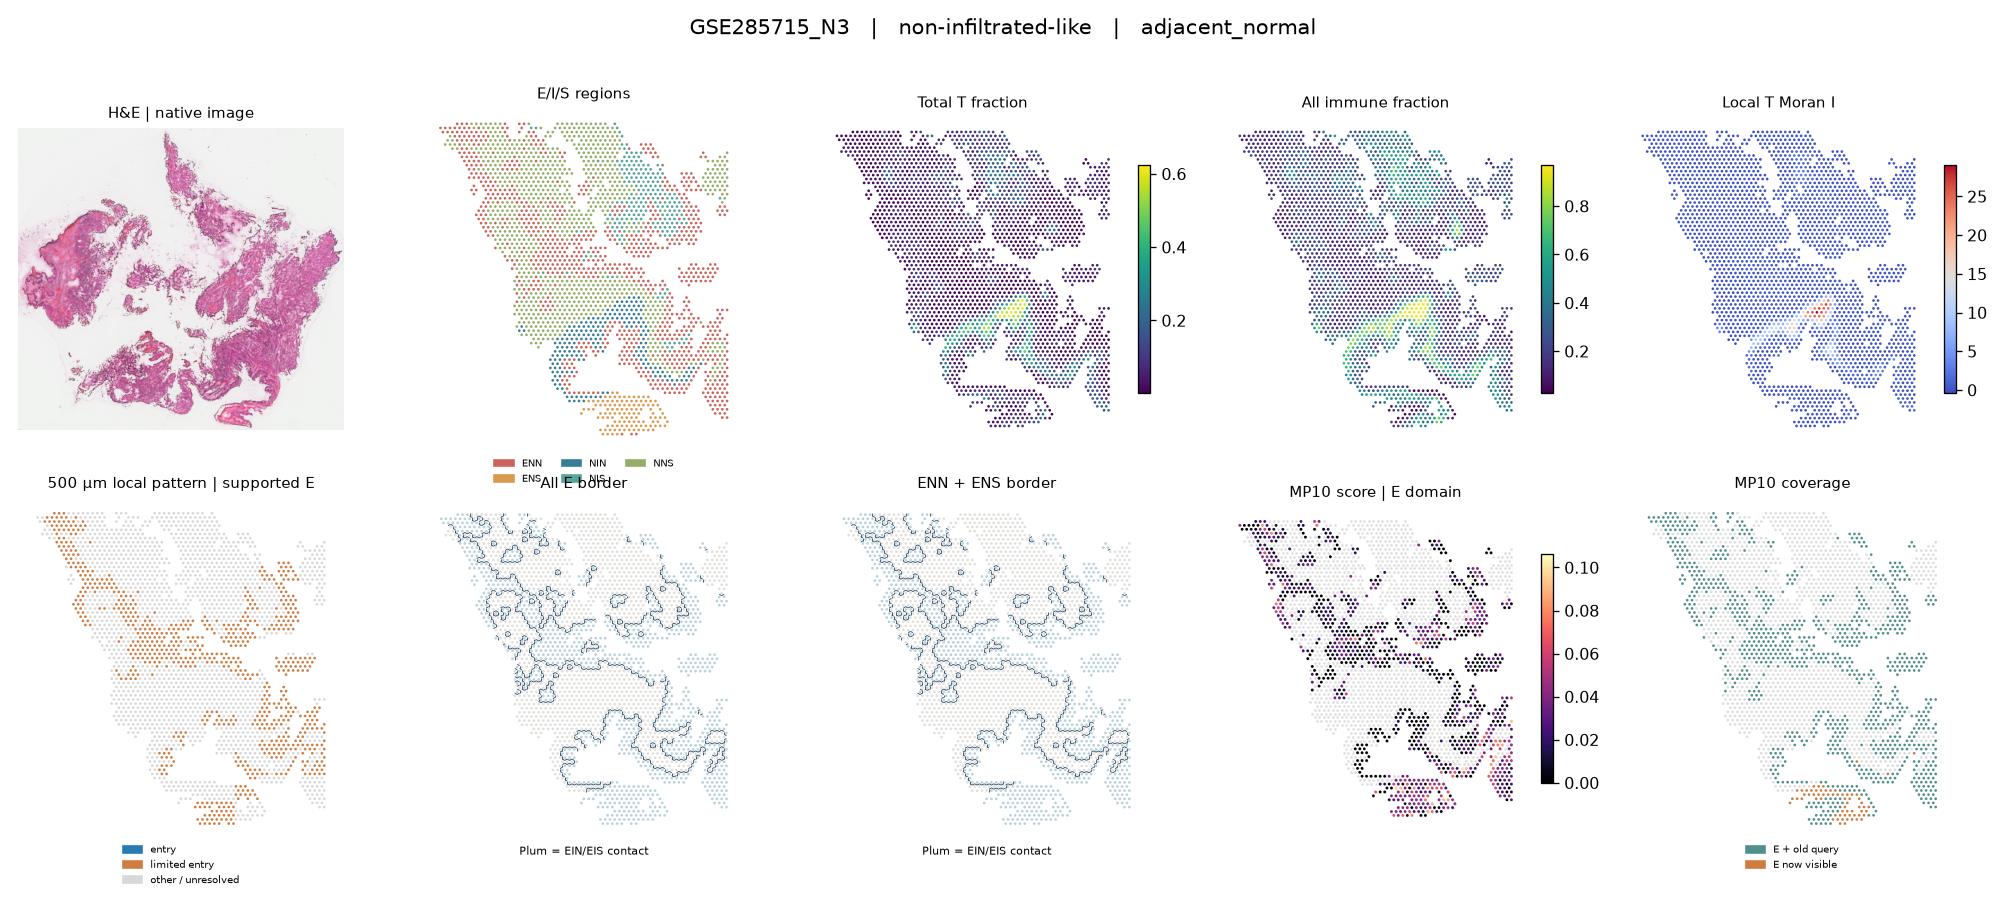 GSE285715_N3 | non-infiltrated-like | adjacent_normal
H&E | native image
E/I/S regions
Total T fraction
All immune fraction
Local T Moran I
0.6
0.4
0.2
0.8
0.6
0.4
0.2
25
20
15
10
5
0
ENN
NIN
NNS
ENS
NIS
500 µm local pattern | supported E
All E border
ENN + ENS border
MP10 score | E domain
MP10 coverage
0.10
0.08
0.06
0.04
0.02
0.00
entry
limited entry
other / unresolved
Plum = EIN/EIS contact
Plum = EIN/EIS contact
E + old query
E now visible